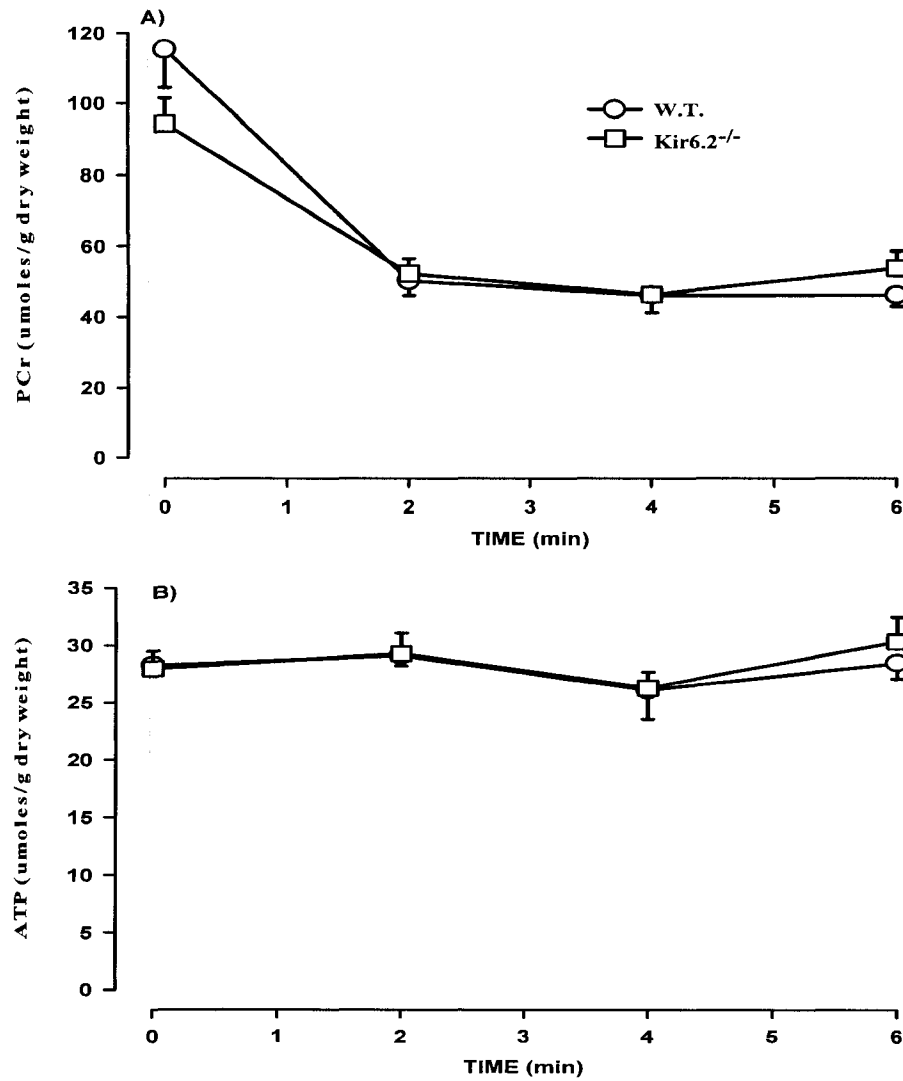 A)
120
100
80
60
40
20
0
PCr (umoles/g dry weight)
W.T.
Kir6.2-/-
0 1 2 3 4 5 6
TIME (min)
B)
35
30
25
20
15
10
5
0
ATP (umoles/g dry weight)
0 1 2 3 4 5 6
TIME (min)